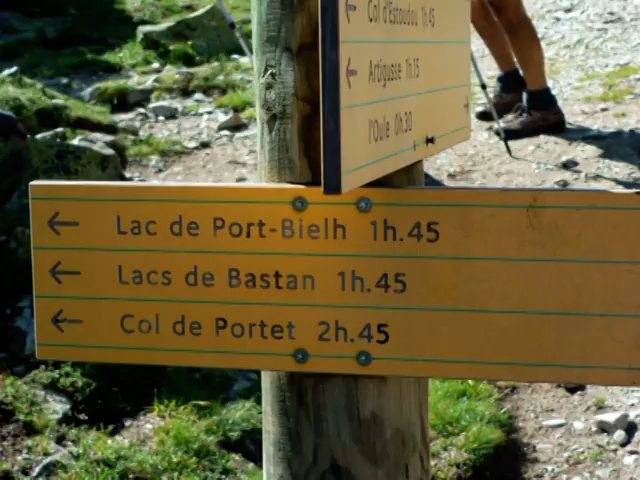 ← Col d'Estoudou 1h.45
← Artigusse 1h.15
l'Oule 0h.30
← Lac de Port-Bielh 1h.45
← Lacs de Bastan 1h.45
← Col de Portet 2h.45